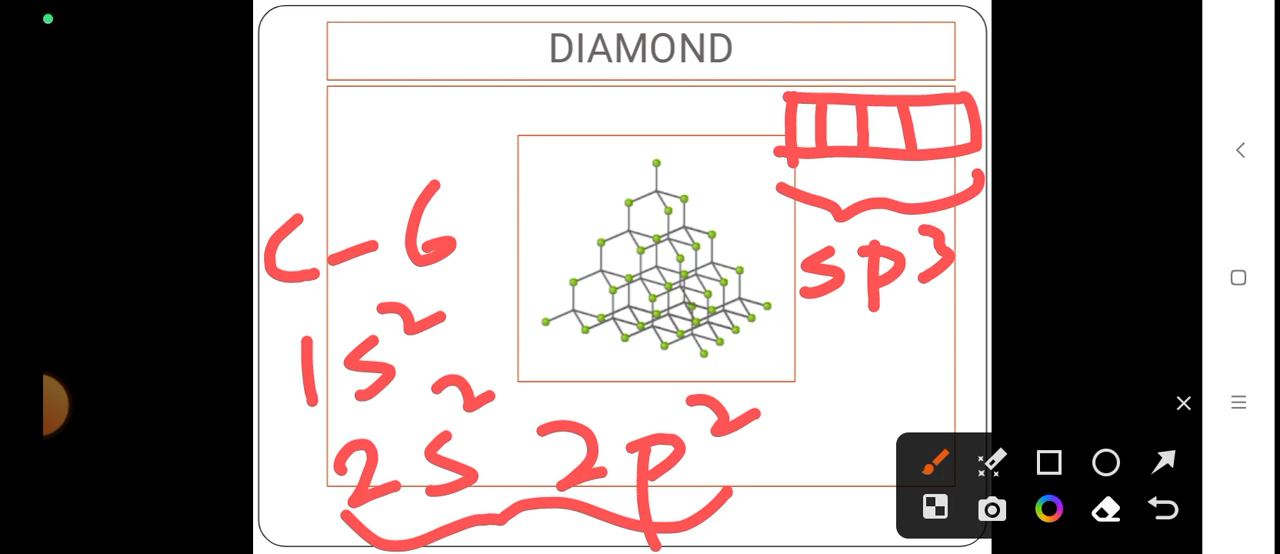 DIAMOND
C - 6
1s²
2s² 2p²
sp³